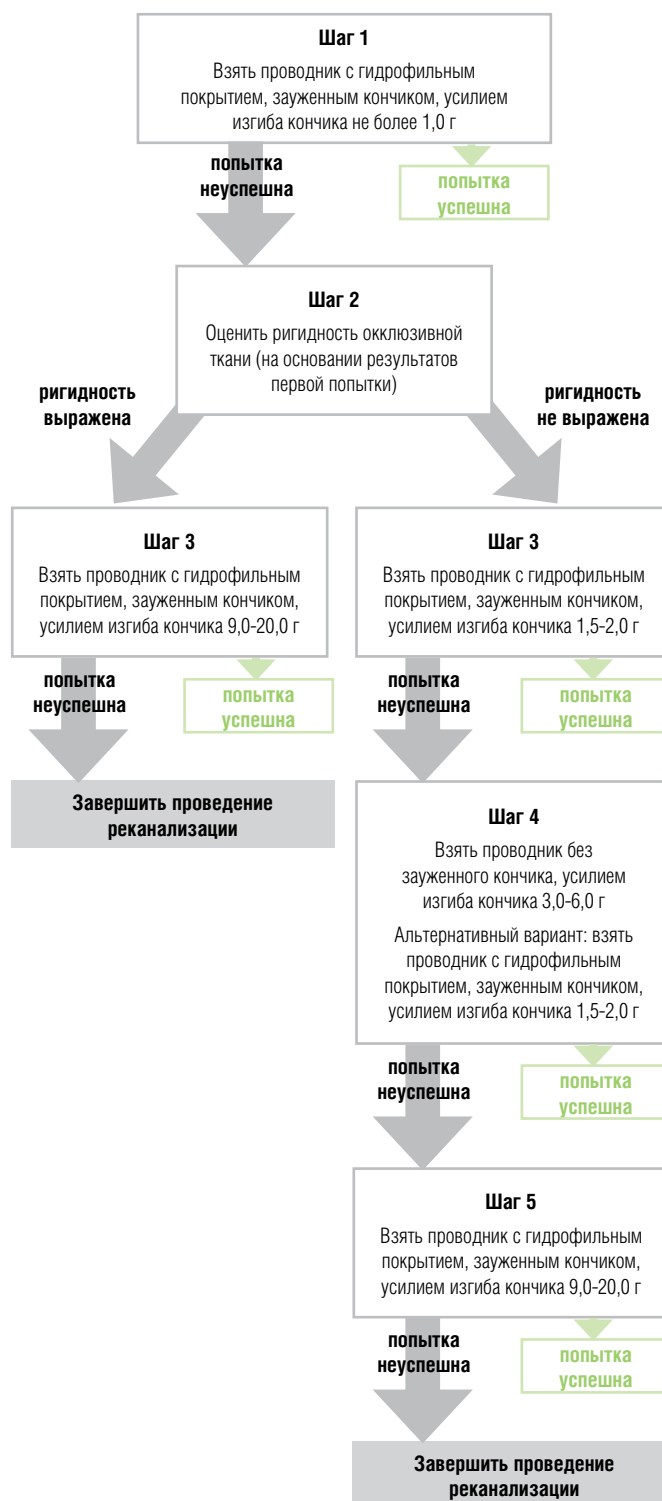 Шаг 1
Взять проводник с гидрофильным
покрытием, зауженным кончиком, усилием
изгиба кончика не более 1,0 г
попытка
неуспешна
попытка
успешна
Шаг 2
Оценить ригидность окклюзивной
ткани (на основании результатов
первой попытки)
ригидность
выражена
ригидность
не выражена
Шаг 3
Взять проводник с гидрофильным
покрытием, зауженным кончиком,
усилием изгиба кончика 9,0-20,0 г
попытка
неуспешна
попытка
успешна
Завершить проведение
реканализации
Шаг 3
Взять проводник с гидрофильным
покрытием, зауженным кончиком,
усилием изгиба кончика 1,5-2,0 г
попытка
неуспешна
попытка
успешна
Шаг 4
Взять проводник без
зауженного кончика, усилием
изгиба кончика 3,0-6,0 г
Альтернативный вариант: взять
проводник с гидрофильным
покрытием, зауженным кончиком,
усилием изгиба кончика 1,5-2,0 г
попытка
неуспешна
попытка
успешна
Шаг 5
Взять проводник с гидрофильным
покрытием, зауженным кончиком,
усилием изгиба кончика 9,0-20,0 г
попытка
неуспешна
попытка
успешна
Завершить проведение
реканализации